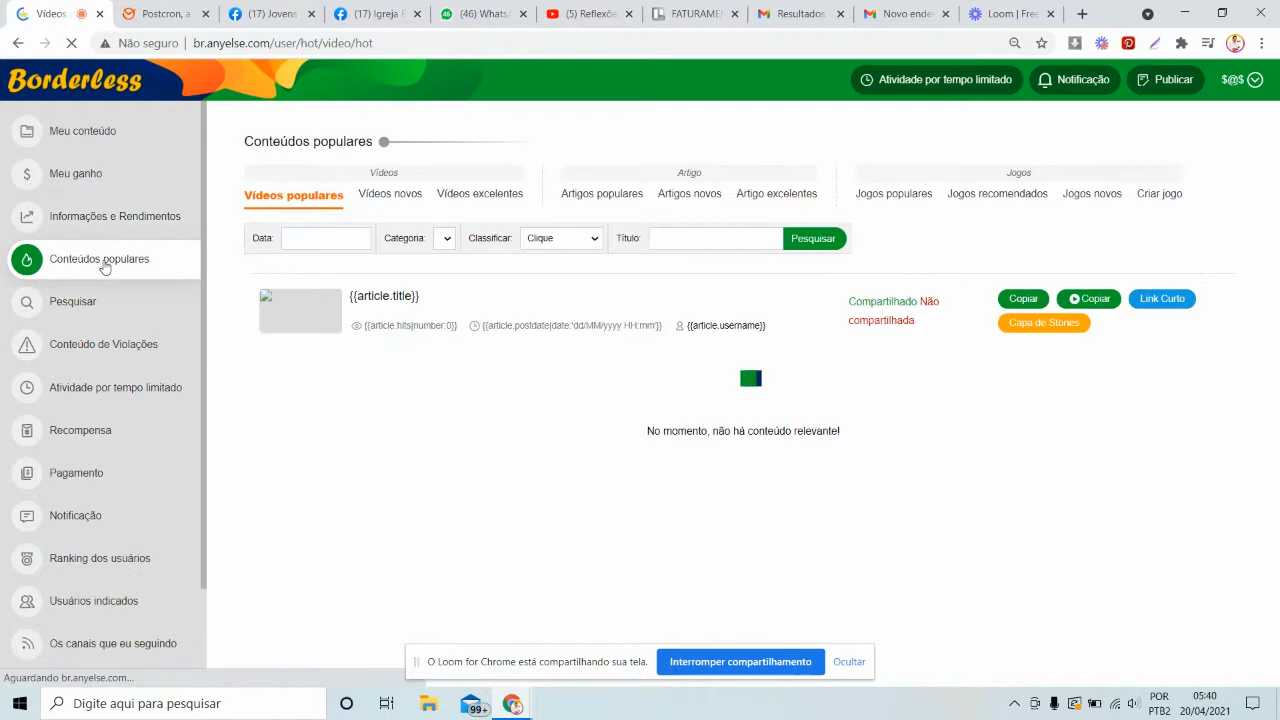 Vídeos
Postcron, a
(17) Jovens
(17) Igreja F
(46) Whats
(5) Reflexõe
FATURAME
Resultados
Novo ender
Loom | Free
Não seguro | br.anyelse.com/user/hot/video/hot
Borderless
Atividade por tempo limitado
Notificação
Publicar
$@$
Meu conteúdo
Meu ganho
Informações e Rendimentos
Conteúdos populares
Pesquisar
Conteúdo de Violações
Atividade por tempo limitado
Recompensa
Pagamento
Notificação
Ranking dos usuários
Usuários indicados
Os canais que eu seguindo
Conteúdos populares
Vídeos
Artigo
Jogos
Vídeos populares Vídeos novos Vídeos excelentes
Artigos populares Artigos novos Artigo excelentes
Jogos populares Jogos recomendados Jogos novos Criar jogo
Data: Categoria: Classificar: Clique Título: Pesquisar
{{article.title}}
{{article.hits|number:0}} {{article.postdate|date:'dd/MM/yyyy HH:mm'}} {{article.username}}
Compartilhado Não
compartilhada
Copiar Copiar Link Curto
Capa de Stories
No momento, não há conteúdo relevante!
O Loom for Chrome está compartilhando sua tela. Interromper compartilhamento Ocultar
Aguardando br.anyelse.com...
Digite aqui para pesquisar
99+
POR
PTB2
05:40
20/04/2021